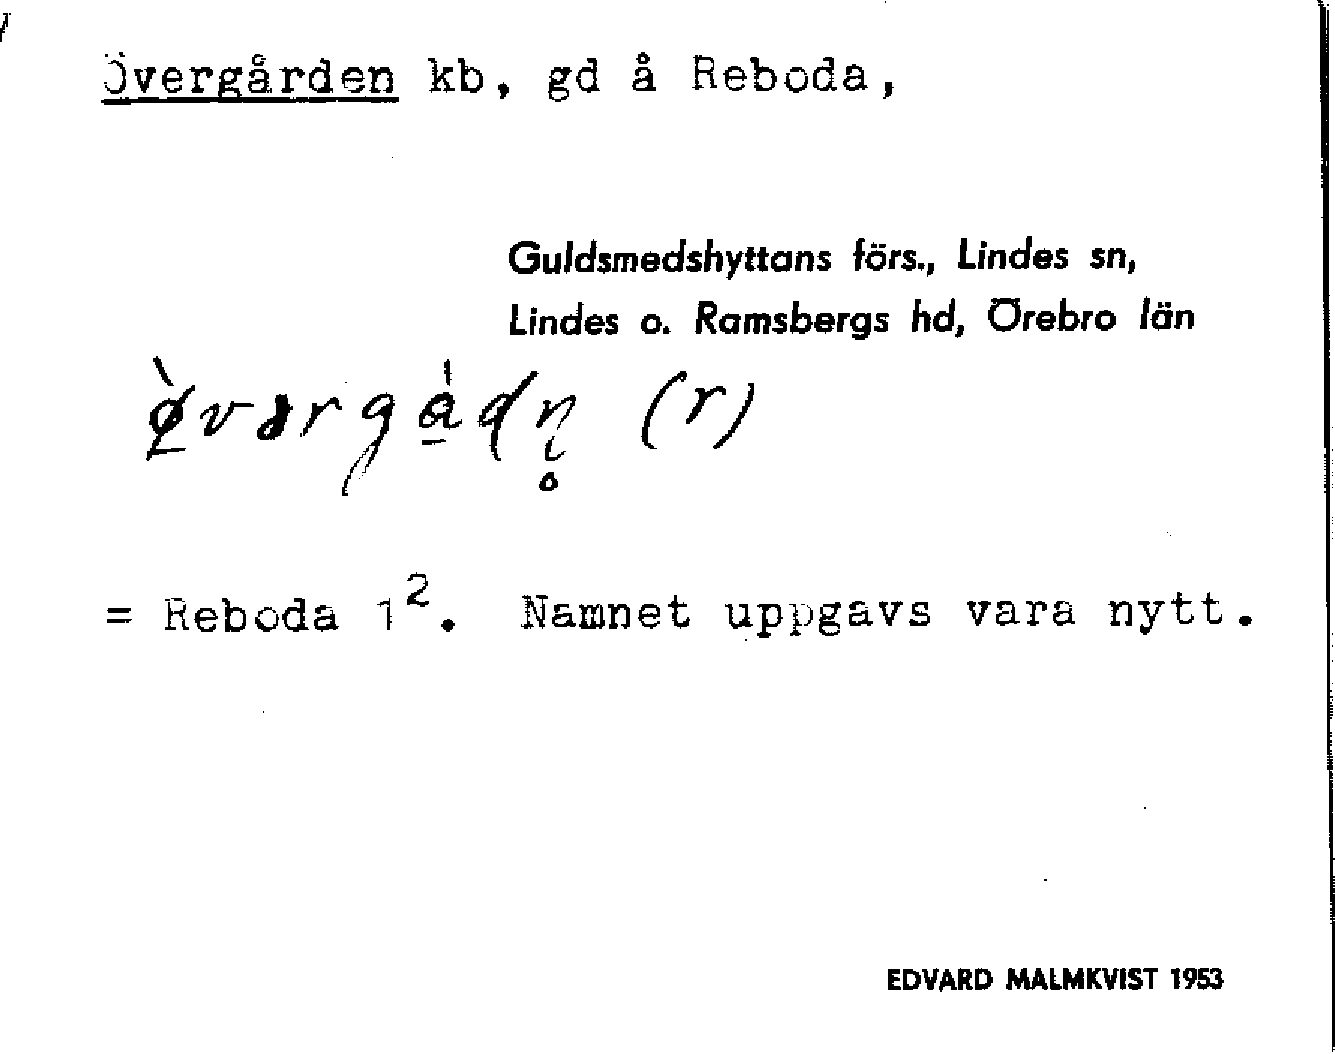 Övergården kb, gd å Reboda,
Guldsmedshyttans förs., Lindes sn,
Lindes o. Ramsbergs hd, Örebro län
(r)
= Reboda 1². Namnet uppgavs vara nytt.
EDVARD MALMKVIST 1953